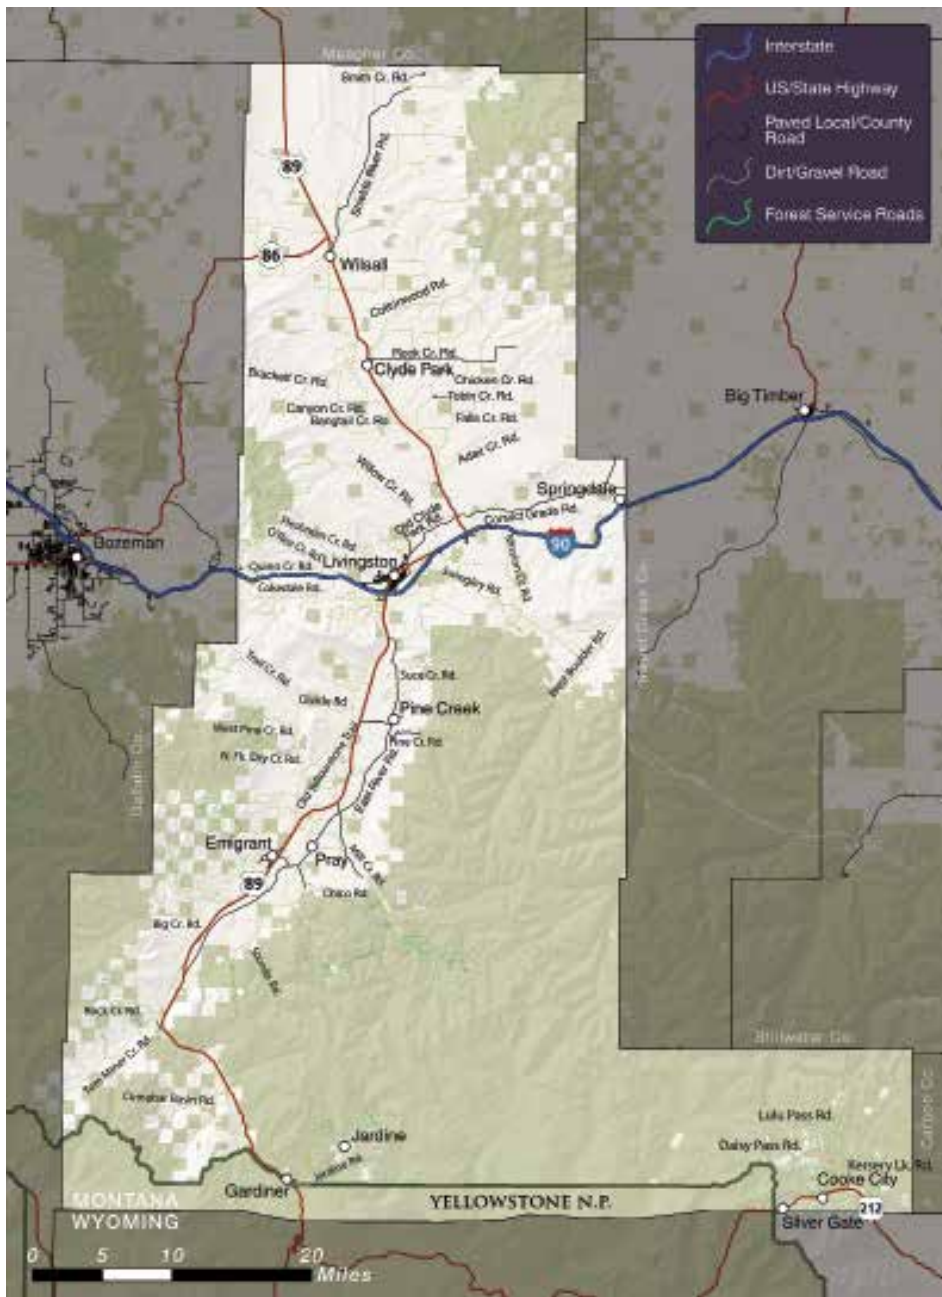 Meagher Co.
Smith Cr. Rd.
Interstate
US/State Highway
Paved Local/County
Road
Dirt/Gravel Road
Forest Service Roads
Shields River Rd.
89
86
Wilsall
Cottonwood Rd.
Rock Cr. Rd.
Clyde Park
Brackett Cr. Rd.
Chicken Cr. Rd.
Tobin Cr. Rd.
Canyon Cr. Rd.
Bangtail Cr. Rd.
Falls Cr. Rd.
Adair Cr. Rd.
Big Timber
Willow Cr. Rd.
Springdale
Old Clyde
Park Rd.
Convict Grade Rd.
90
Bozeman
Livingston
Quinn Cr. Rd.
Cokedale Rd.
Swingley Rd.
Sweet Grass Co.
West Boulder Rd.
Trail Cr. Rd.
Suce Cr. Rd.
Divide Rd
Pine Creek
West Pine Cr. Rd.
Pine Cr. Rd.
N. Fk. Dry Cr. Rd.
Old Yellowstone Trail
East River Rd.
Gallatin Co.
Emigrant
Pray
Mill Cr. Rd.
89
Chico Rd.
Big Cr. Rd.
Rock Cr. Rd.
Tom Miner Cr. Rd.
Stillwater Co.
Carbon Co.
Cinnabar Basin Rd.
Lulu Pass Rd.
Daisy Pass Rd.
Jardine
Jardine Rd
Kersery Lk. Rd.
Cooke City
Gardiner
YELLOWSTONE N.P.
212
Silver Gate
MONTANA
WYOMING
0 5 10 20
Miles